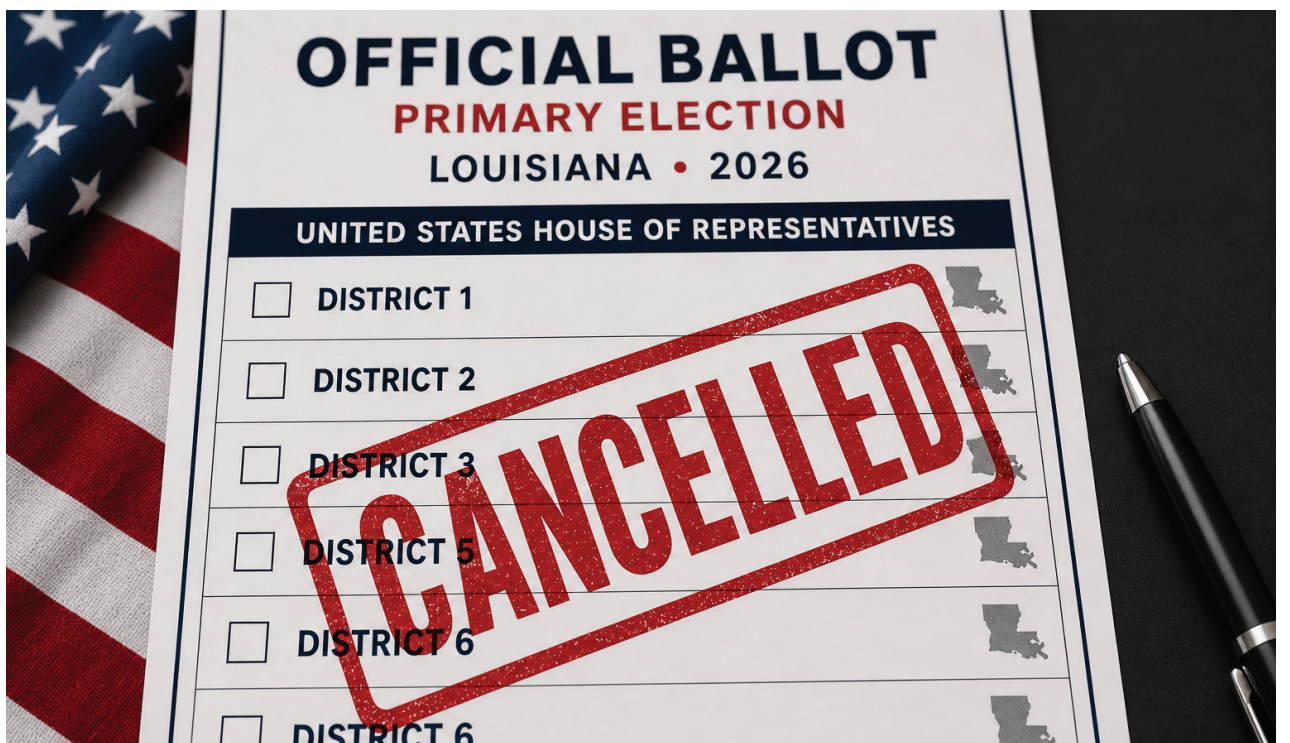 OFFICIAL BALLOT
PRIMARY ELECTION
LOUISIANA • 2026
UNITED STATES HOUSE OF REPRESENTATIVES
DISTRICT 1
DISTRICT 2
DISTRICT 3
DISTRICT 5
DISTRICT 6
DISTRICT 6
CANCELLED